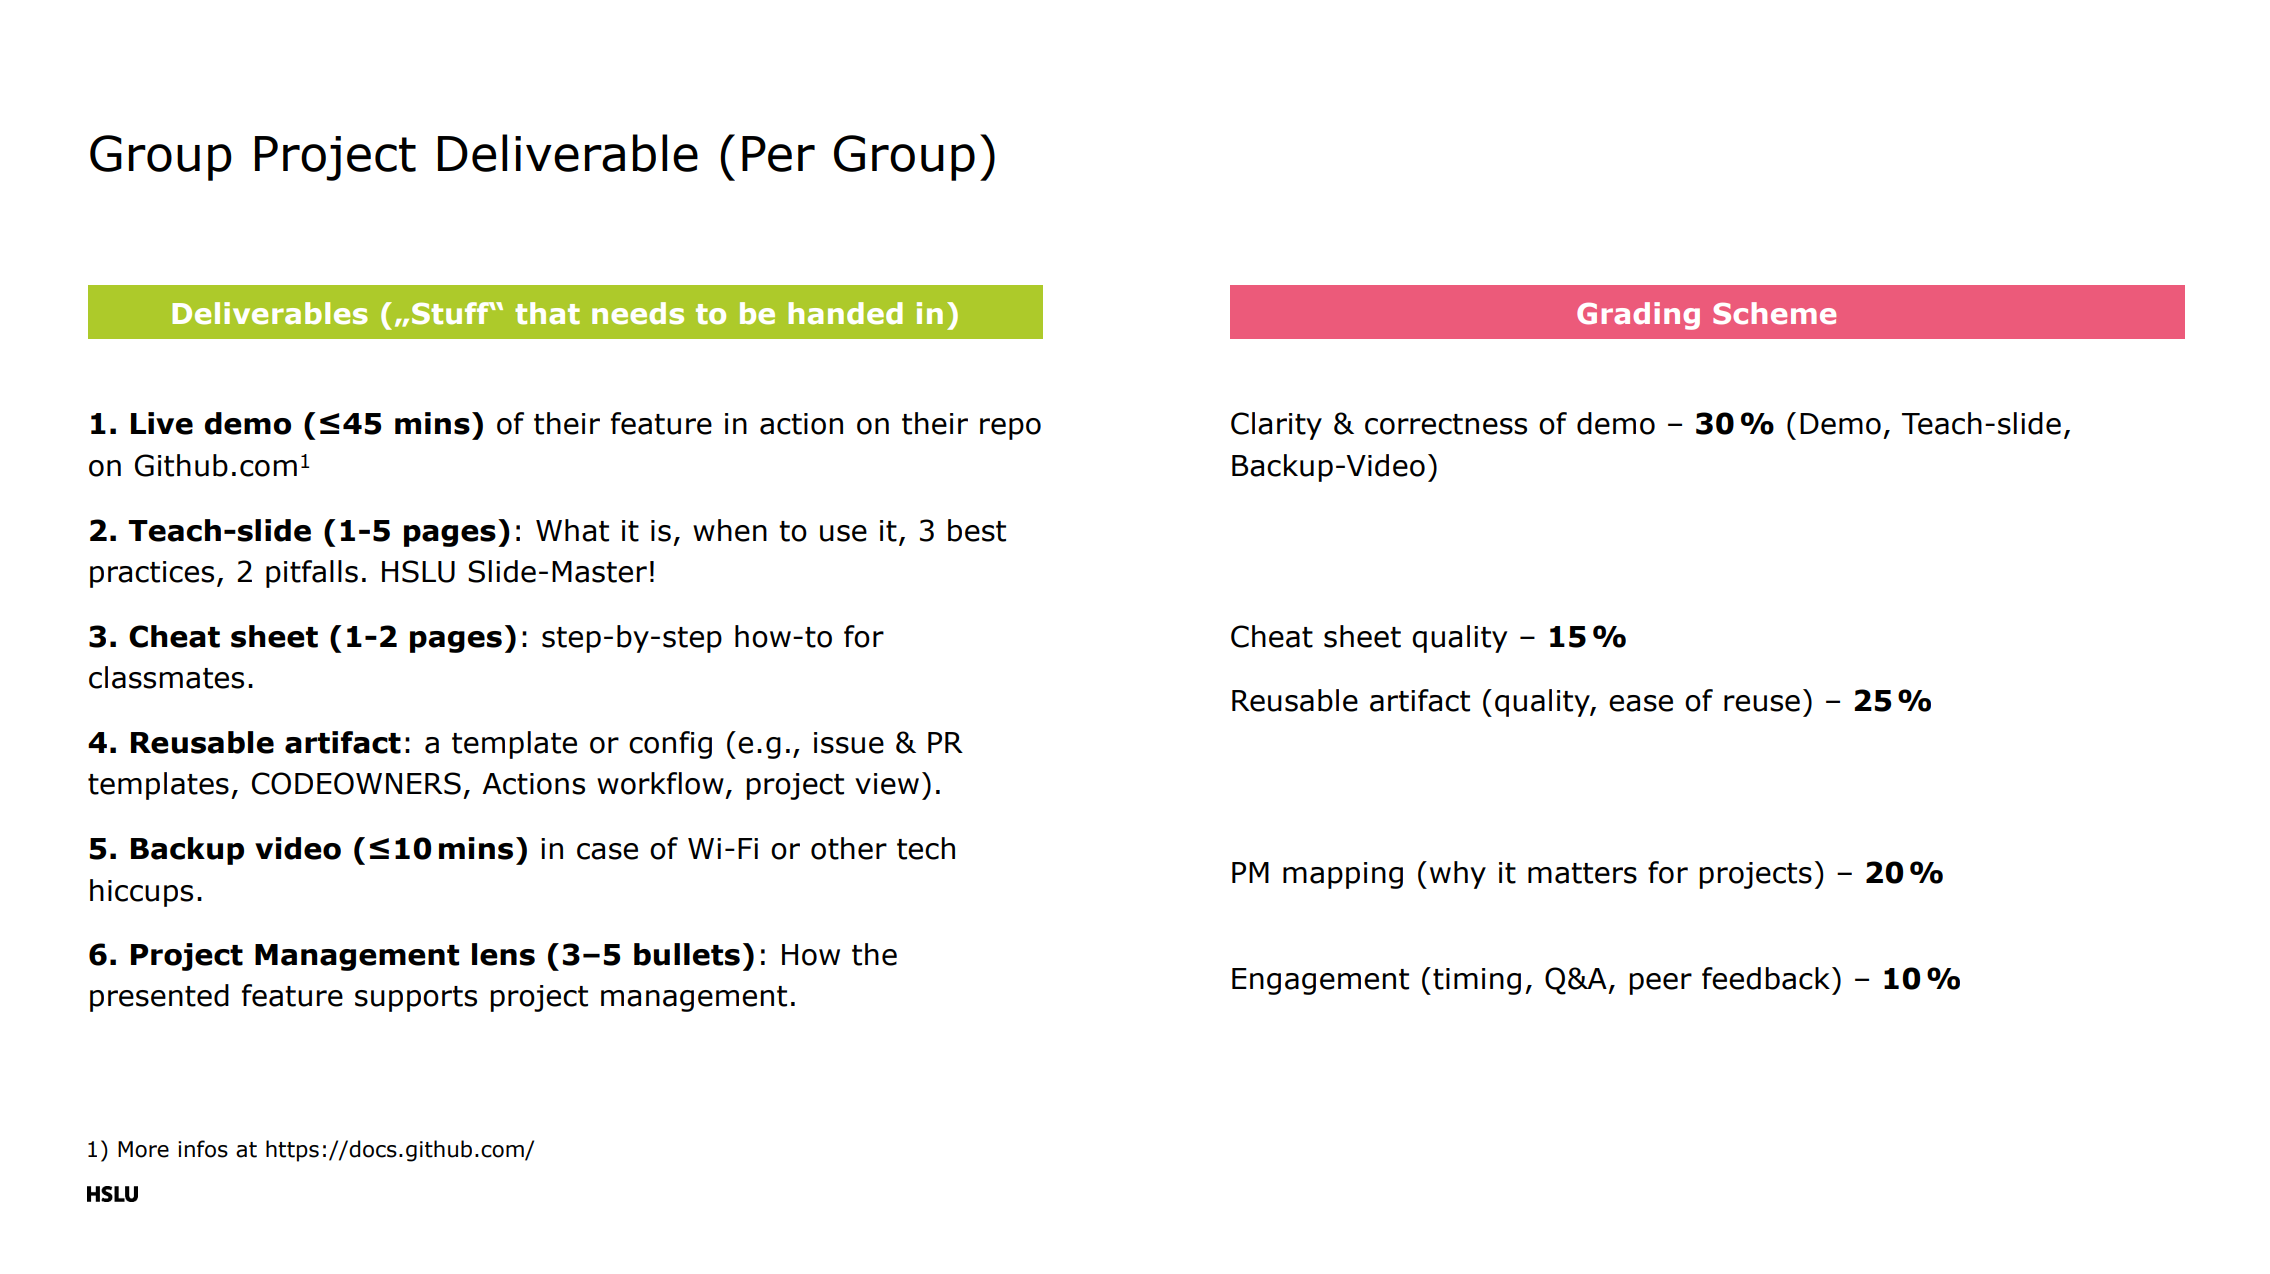 Group Project Deliverable (Per Group)
Deliverables („Stuff‟ that needs to be handed in)
1. Live demo (≤45 mins) of their feature in action on their repo
on Github.com¹
2. Teach-slide (1-5 pages): What it is, when to use it, 3 best
practices, 2 pitfalls. HSLU Slide-Master!
3. Cheat sheet (1-2 pages): step-by-step how-to for
classmates.
4. Reusable artifact: a template or config (e.g., issue & PR
templates, CODEOWNERS, Actions workflow, project view).
5. Backup video (≤10 mins) in case of Wi-Fi or other tech
hiccups.
6. Project Management lens (3–5 bullets): How the
presented feature supports project management.
Grading Scheme
Clarity & correctness of demo – 30 % (Demo, Teach-slide,
Backup-Video)
Cheat sheet quality – 15 %
Reusable artifact (quality, ease of reuse) – 25 %
PM mapping (why it matters for projects) – 20 %
Engagement (timing, Q&A, peer feedback) – 10 %
1) More infos at https://docs.github.com/
HSLU